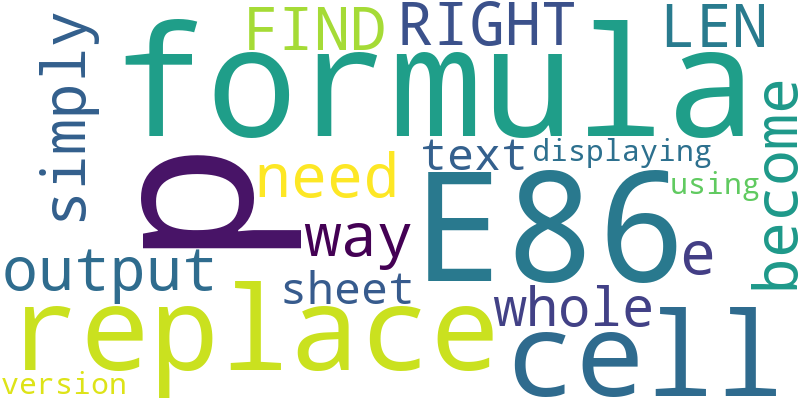 FIND
RIGHT
LEN
simply
formula
become
text
displaying
p
need
E86
using
way
e
output
sheet
whole
replace
cell
version